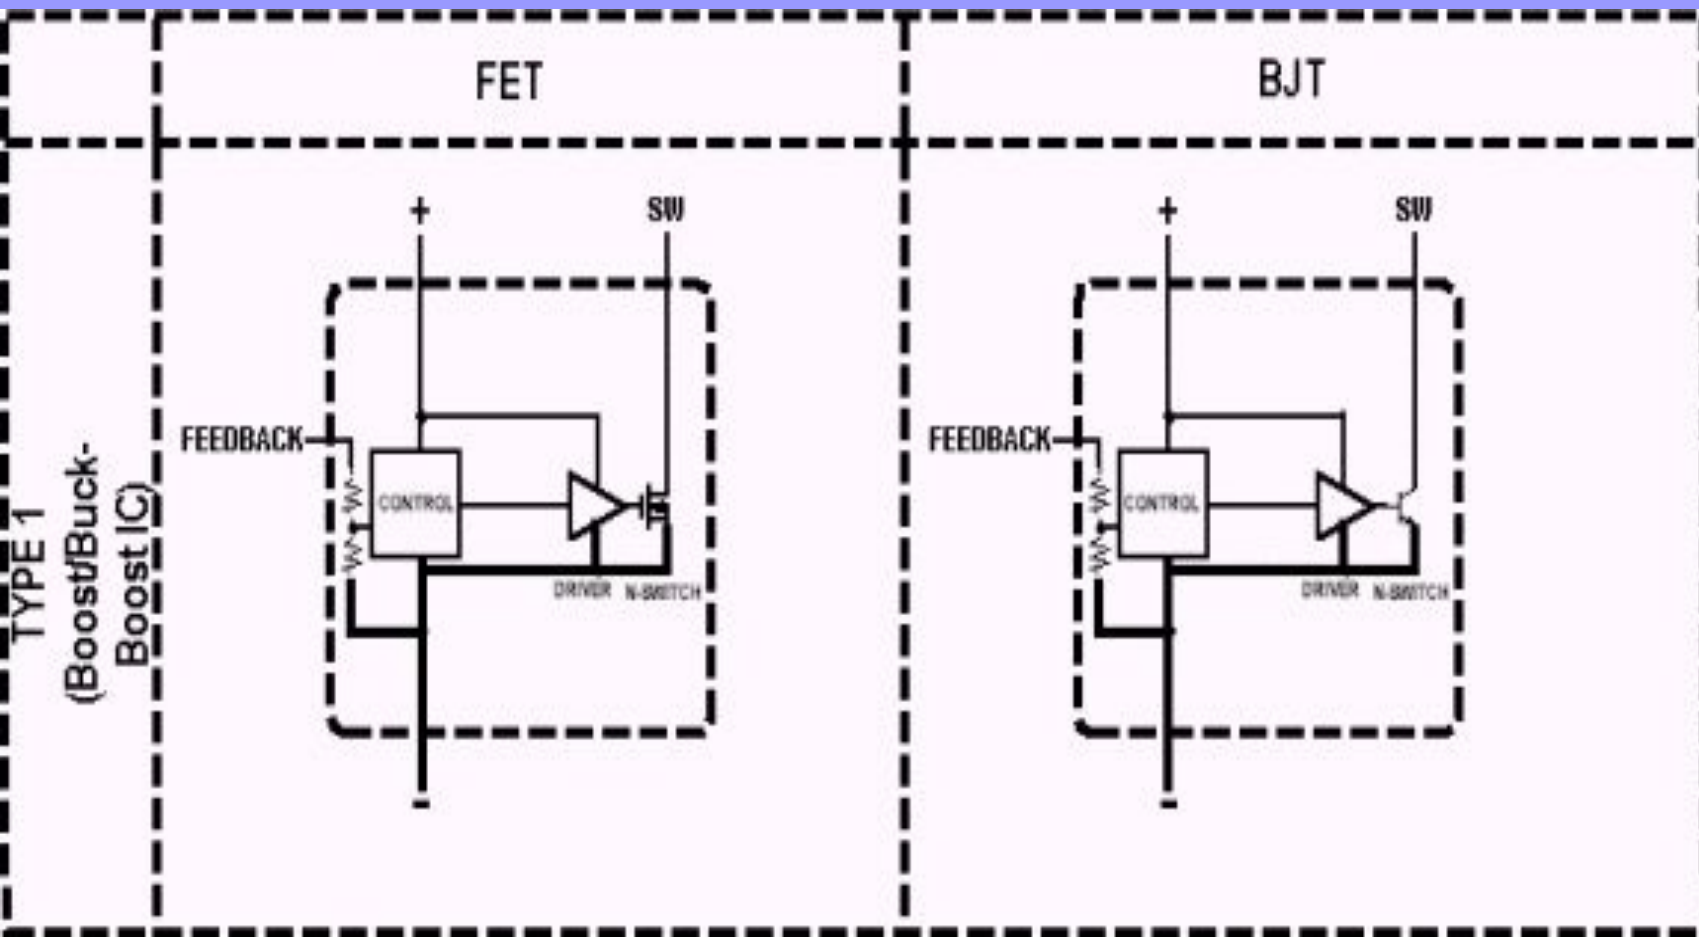 FET
BJT
TYPE 1
(Boost/Buck-
Boost IC)
+
SW
FEEDBACK
CONTROL
DRIVER
N-SWITCH
-
+
SW
FEEDBACK
CONTROL
DRIVER
N-SWITCH
-